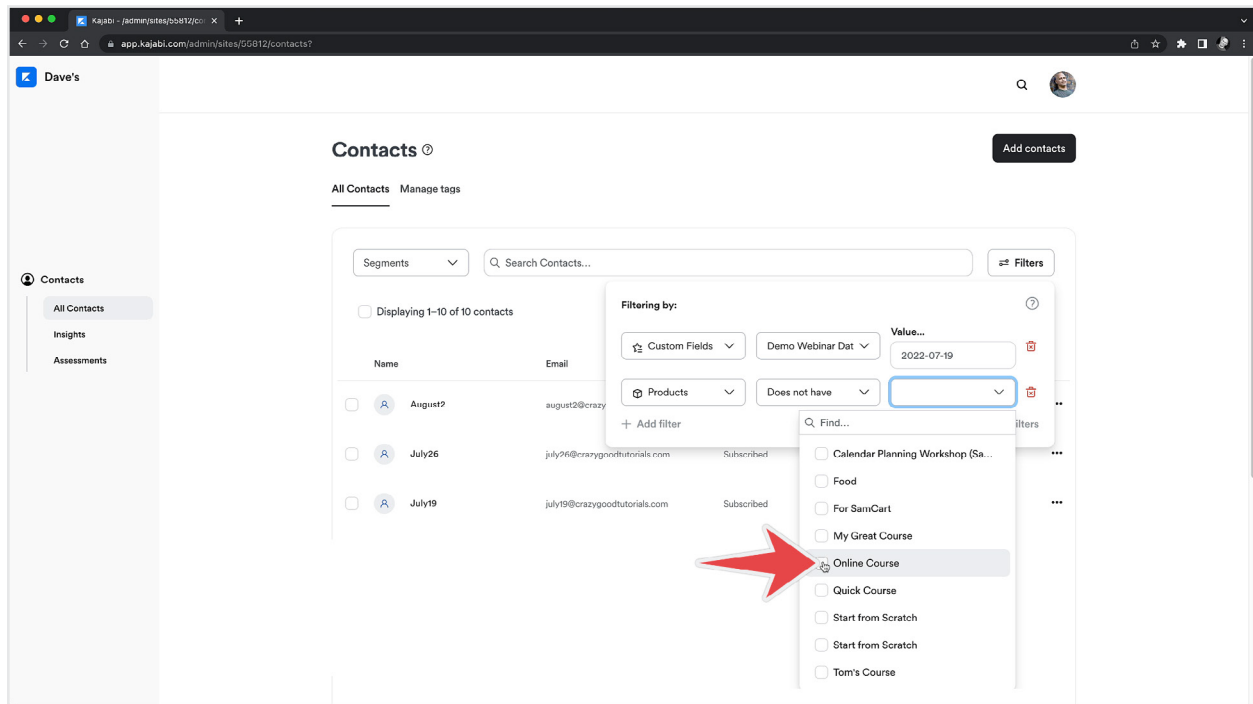 Kajabi - /admin/sites/55812/co
app.kajabi.com/admin/sites/55812/contacts?
Dave's
Contacts
Add contacts
All Contacts Manage tags
Contacts
All Contacts
Insights
Assessments
Segments
Search Contacts...
Filters
Displaying 1–10 of 10 contacts
Name Email
August2 august2@crazy
July26 july26@crazygoodtutorials.com Subscribed
July19 july19@crazygoodtutorials.com Subscribed
Filtering by:
Value...
Custom Fields Demo Webinar Dat 2022-07-19
Products Does not have
+ Add filter ilters
Find...
Calendar Planning Workshop (Sa...
Food
For SamCart
My Great Course
Online Course
Quick Course
Start from Scratch
Start from Scratch
Tom's Course